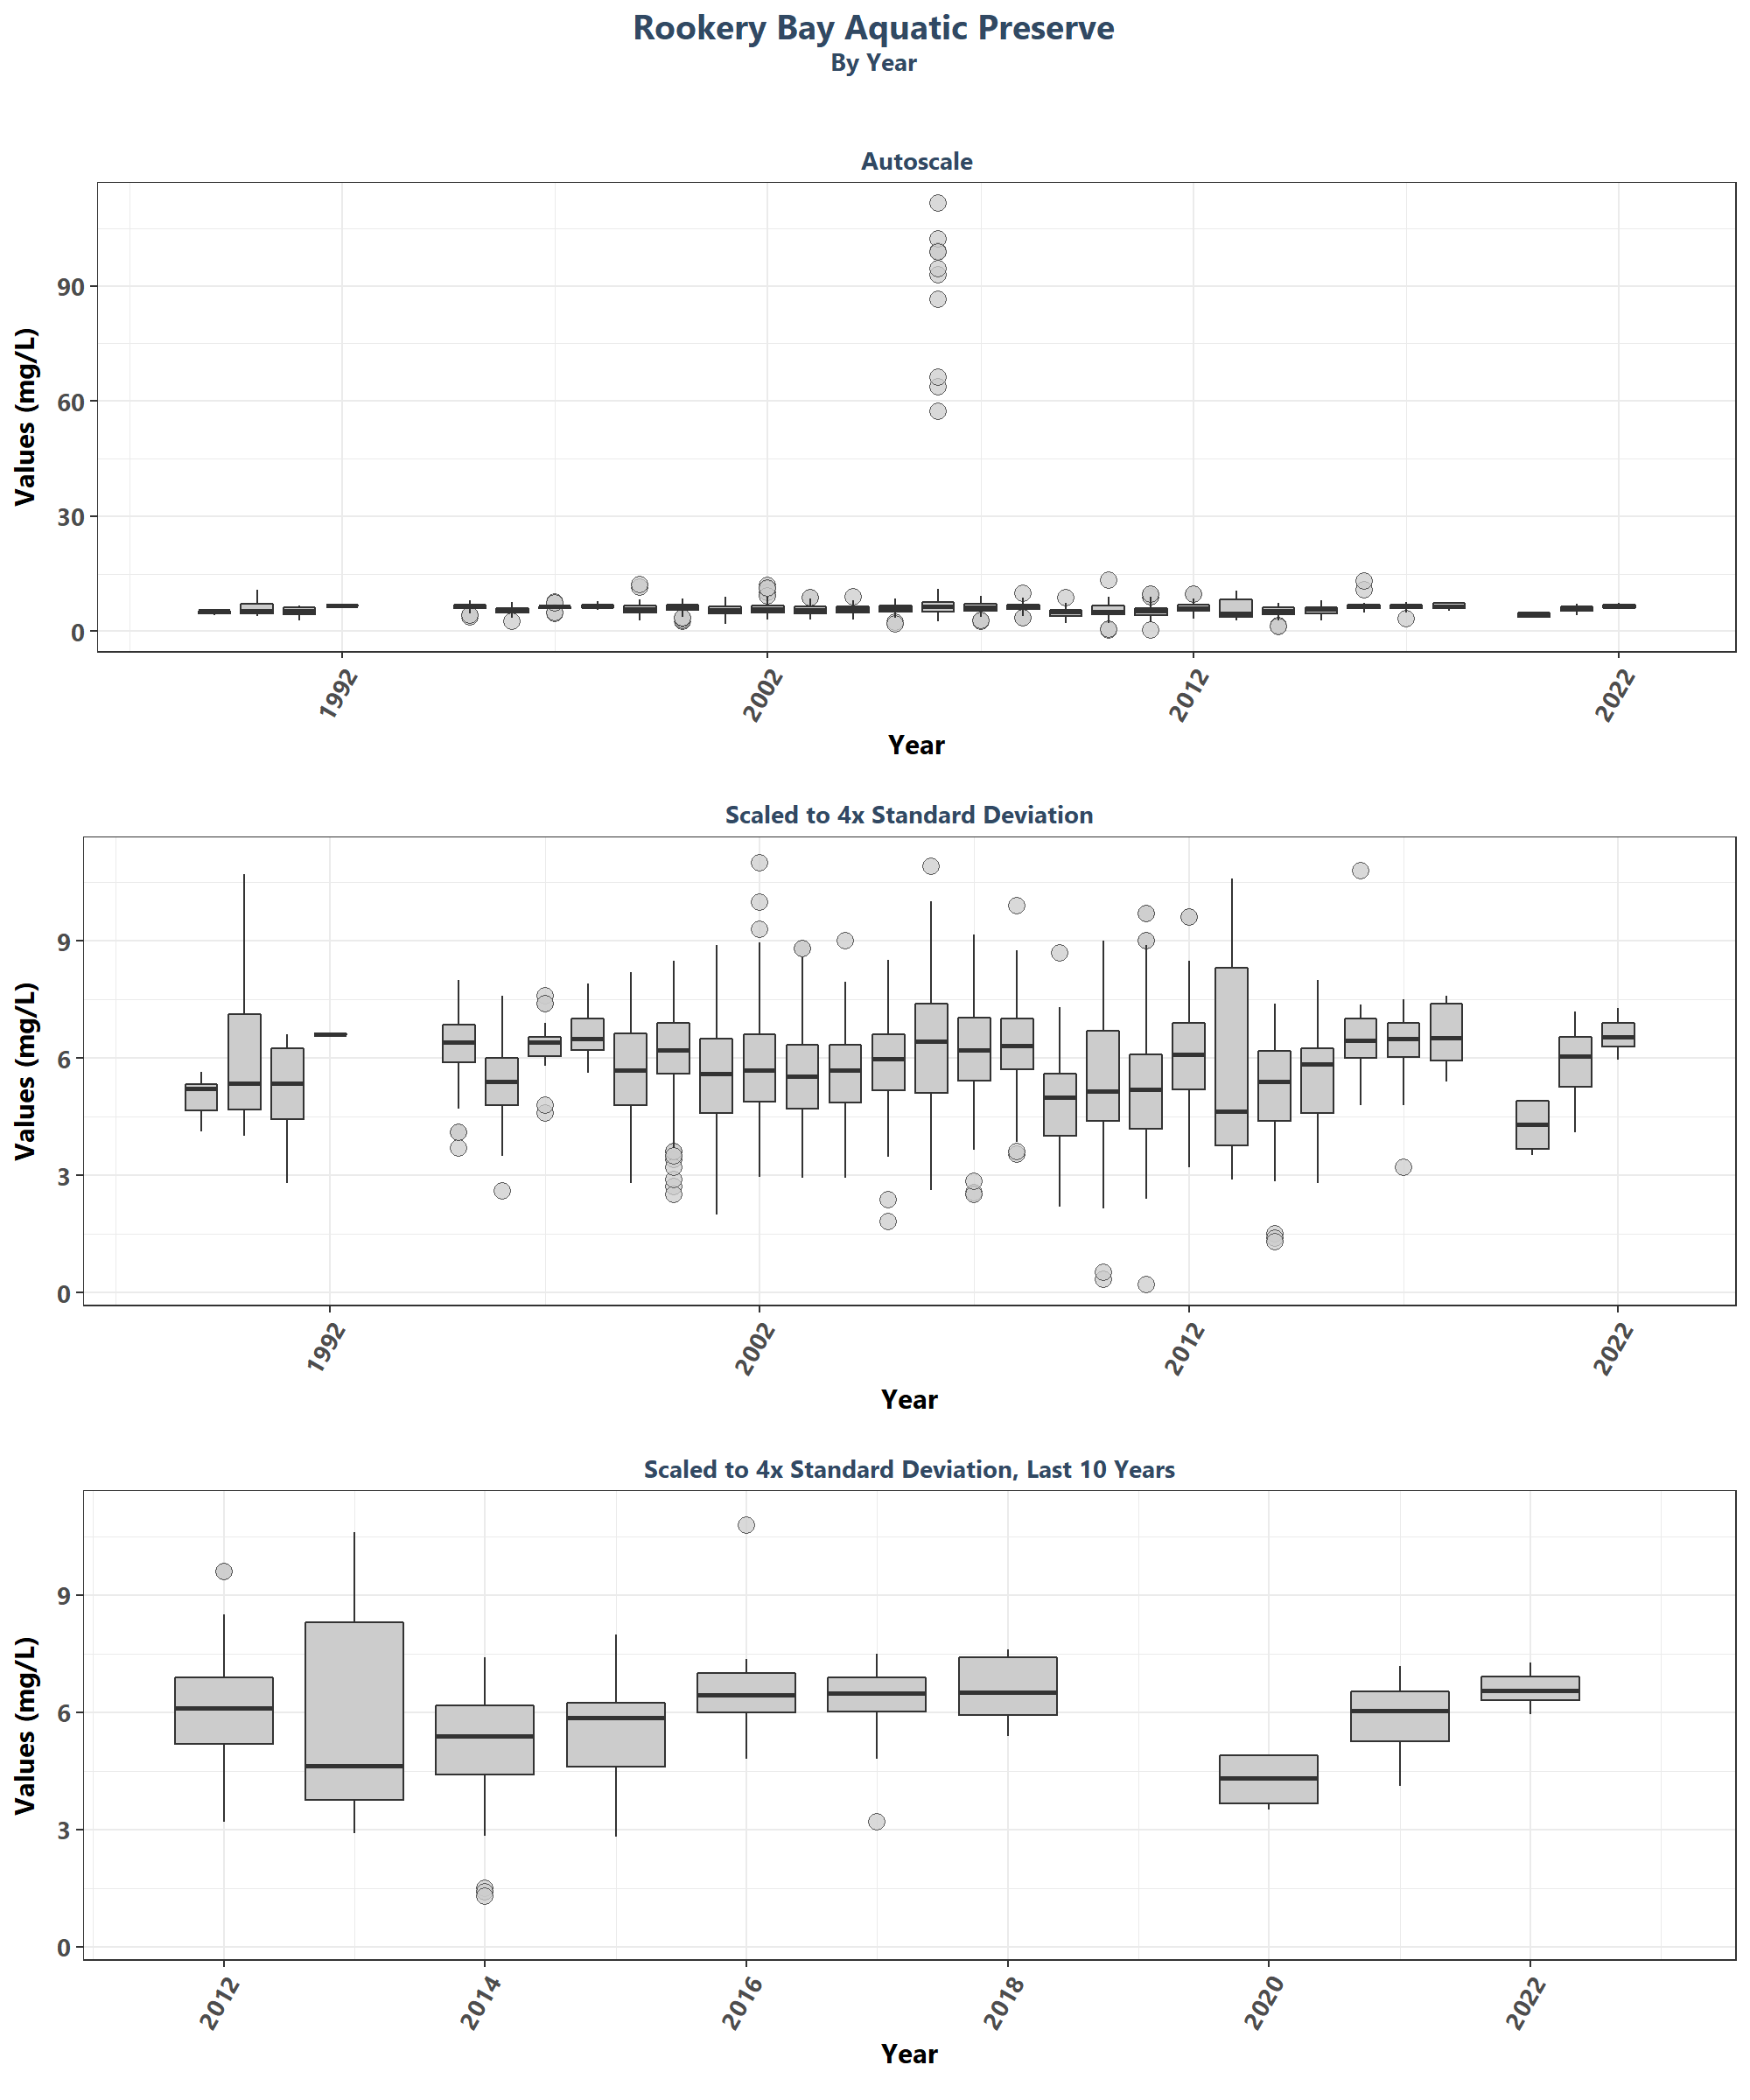 Rookery Bay Aquatic Preserve
By Year
Autoscale
Values (mg/L)
90
60
30
0
1992
2002
2012
2022
Year
Scaled to 4x Standard Deviation
Values (mg/L)
9
6
3
0
1992
2002
2012
2022
Year
Scaled to 4x Standard Deviation, Last 10 Years
Values (mg/L)
9
6
3
0
2012
2014
2016
2018
2020
2022
Year